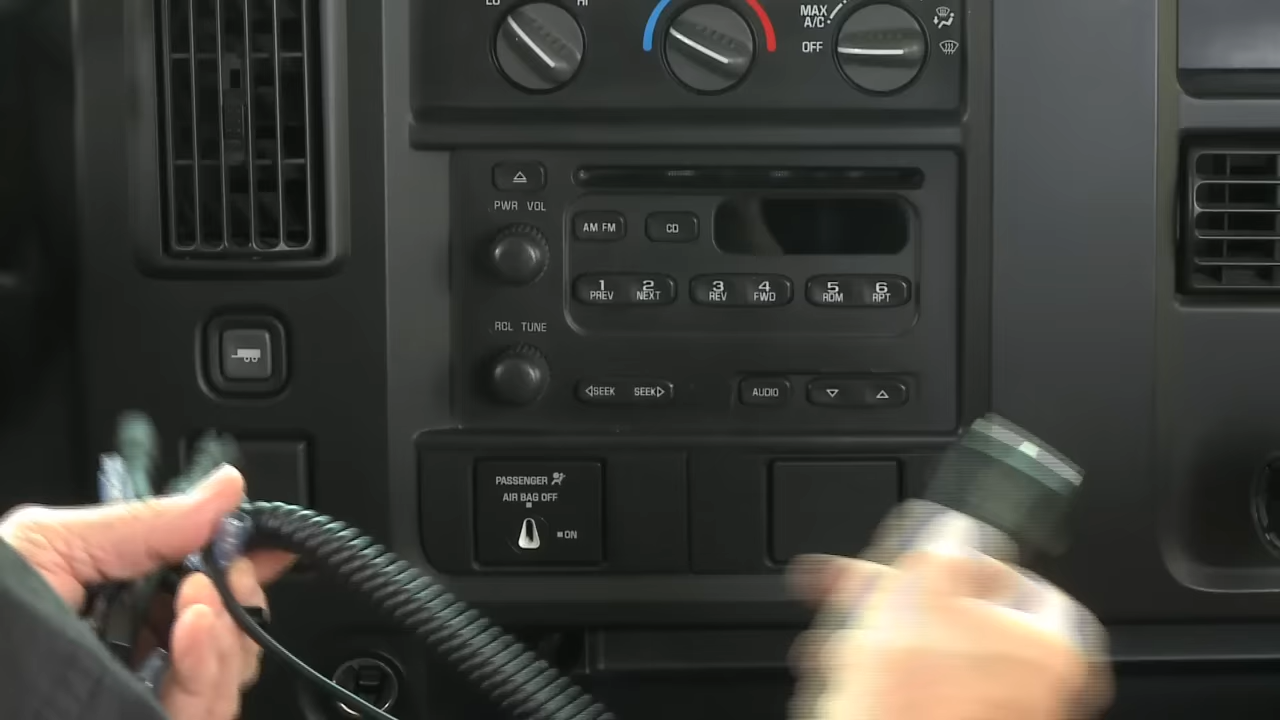 LO HI
MAX
A/C
OFF
PWR VOL
AM FM CD
1 2 3 4 5 6
PREV NEXT REV FWD RDM RPT
RCL TUNE
SEEK SEEK AUDIO
PASSENGER
AIR BAG OFF
ON